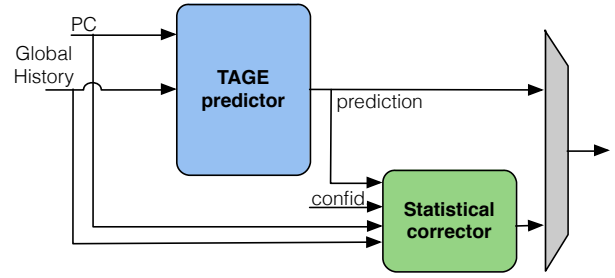 PC
Global
History
TAGE
predictor
prediction
confid
Statistical
corrector